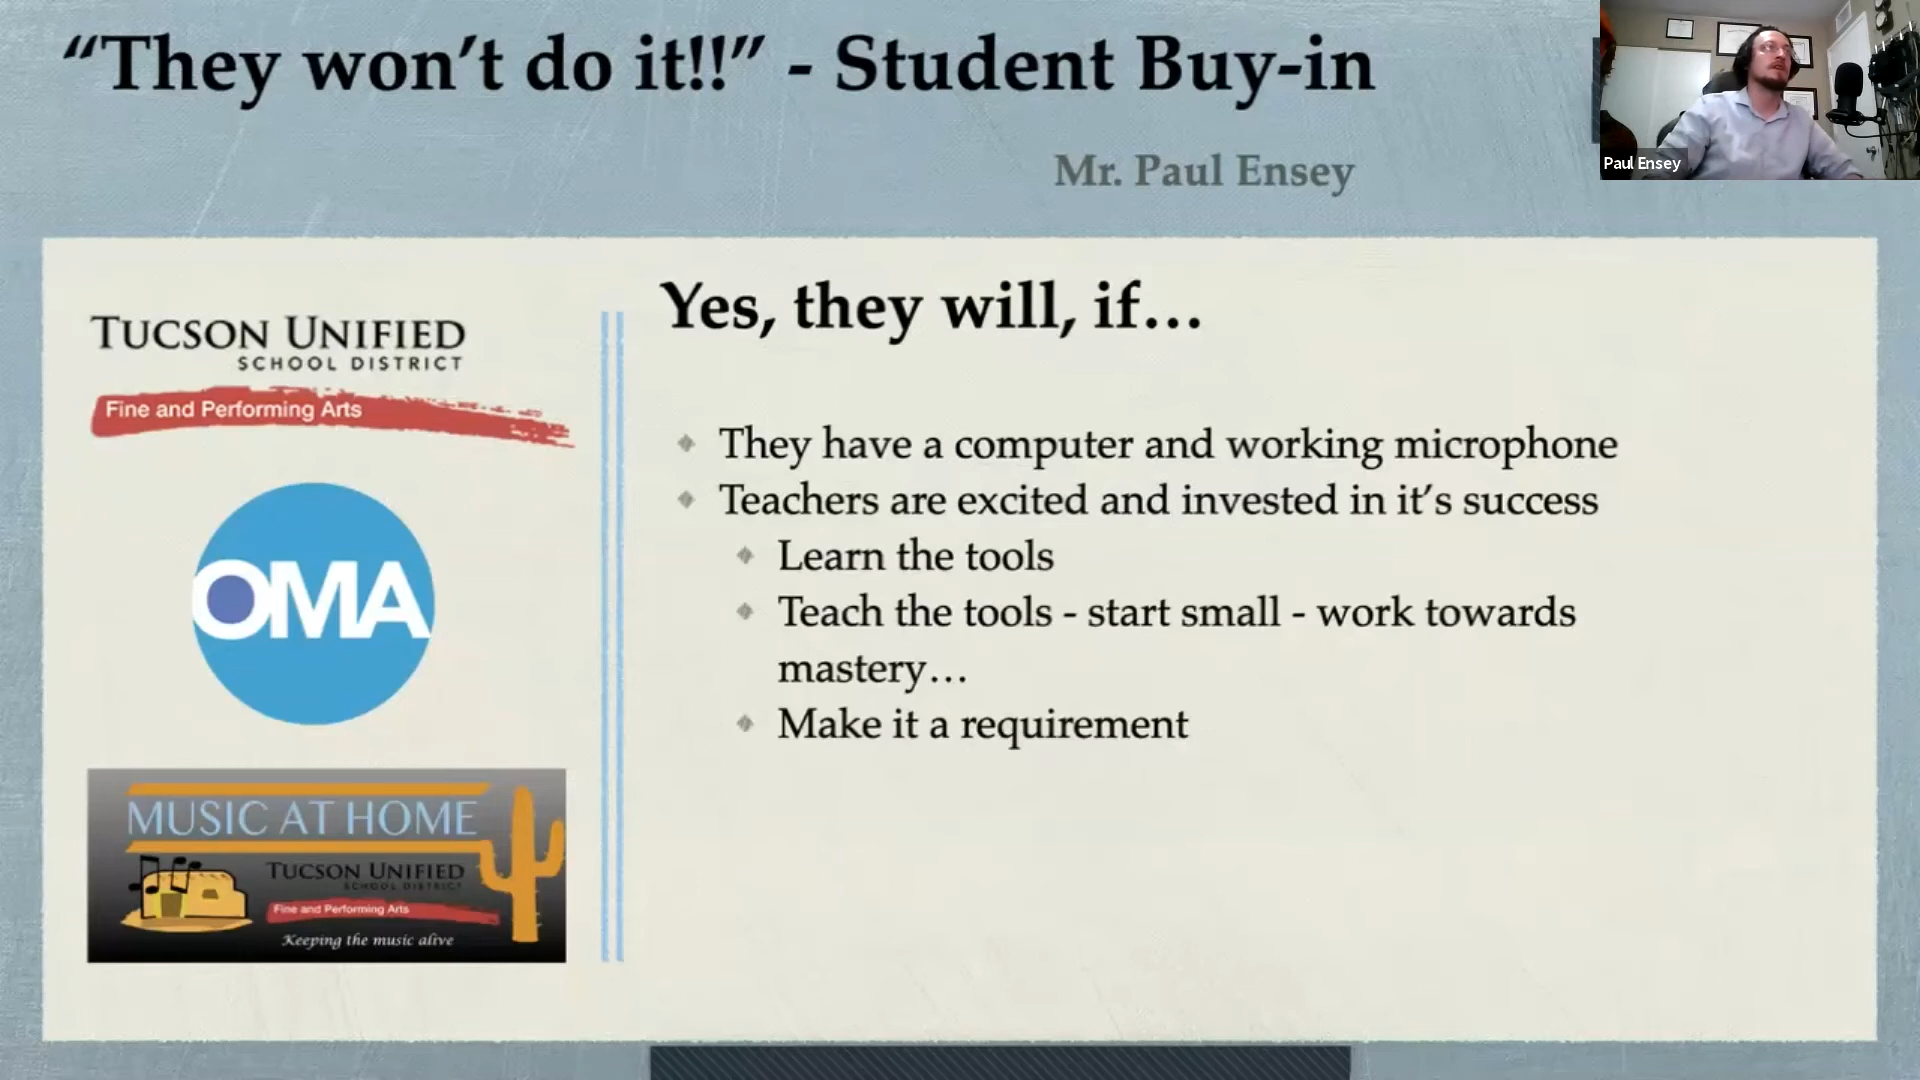 “They won’t do it!!” - Student Buy-in
Mr. Paul Ensey
Paul Ensey
TUCSON UNIFIED
SCHOOL DISTRICT
Fine and Performing Arts
OMA
MUSIC AT HOME
TUCSON UNIFIED
SCHOOL DISTRICT
Fine and Performing Arts
Keeping the music alive
Yes, they will, if…
They have a computer and working microphone
Teachers are excited and invested in it’s success
Learn the tools
Teach the tools - start small - work towards
mastery…
Make it a requirement